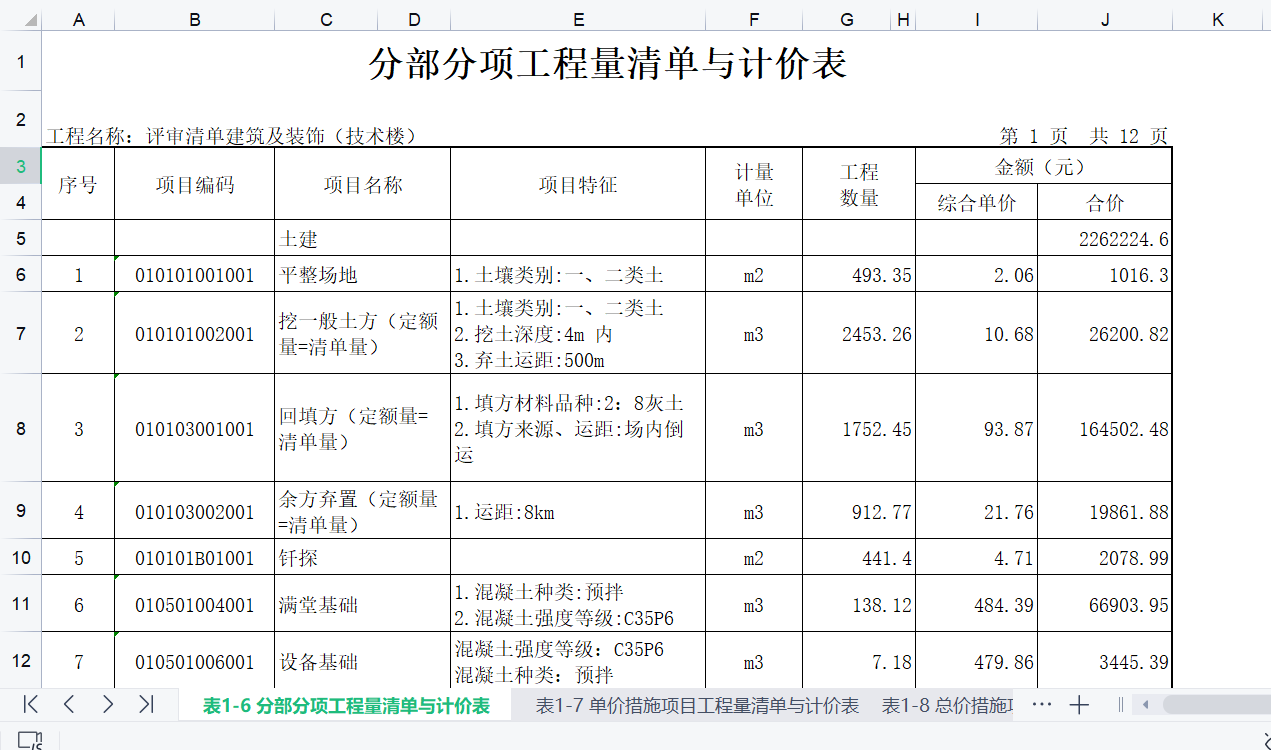 A B C D E F G H I J K
1 分部分项工程量清单与计价表
2 工程名称：评审清单建筑及装饰（技术楼） 第 1 页 共 12 页
3 序号 项目编码 项目名称 项目特征 计量单位 工程数量 金额（元）
4 综合单价 合价
5 土建 2262224.6
6 1 010101001001 平整场地 1.土壤类别:一、二类土 m2 493.35 2.06 1016.3
7 2 010101002001 挖一般土方（定额量=清单量） 1.土壤类别:一、二类土
2.挖土深度:4m 内
3.弃土运距:500m
m3 2453.26 10.68 26200.82
8 3 010103001001 回填方（定额量=清单量） 1.填方材料品种:2：8灰土
2.填方来源、运距:场内倒运
m3 1752.45 93.87 164502.48
9 4 010103002001 余方弃置（定额量=清单量） 1.运距:8km m3 912.77 21.76 19861.88
10 5 010101B01001 钎探 m2 441.4 4.71 2078.99
11 6 010501004001 满堂基础 1.混凝土种类:预拌
2.混凝土强度等级:C35P6
m3 138.12 484.39 66903.95
12 7 010501006001 设备基础 混凝土强度等级：C35P6
混凝土种类：预拌
m3 7.18 479.86 3445.39
表1-6 分部分项工程量清单与计价表 表1-7 单价措施项目工程量清单与计价表 表1-8 总价措施 ··· +